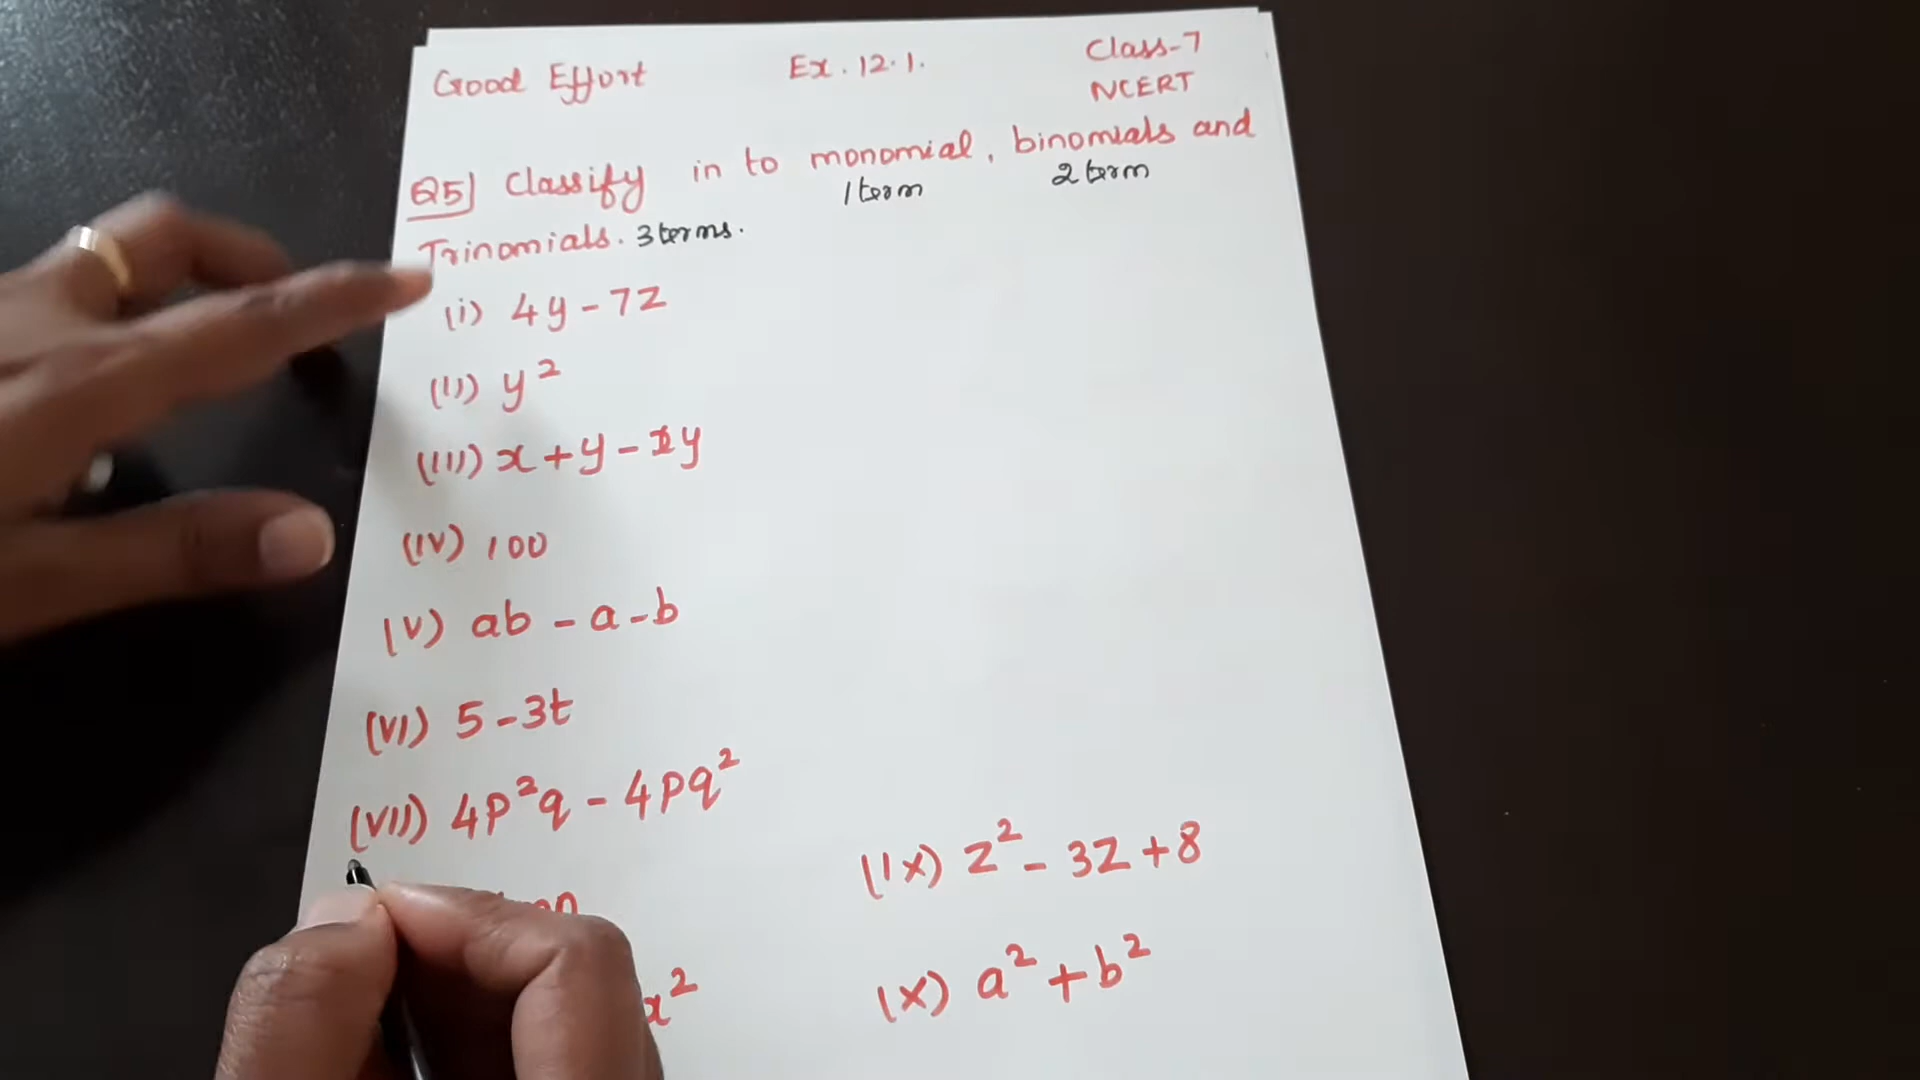 Good Effort Ex. 12.1. Class-7
NCERT
Q5] Classify in to monomial, binomials and
1 term 2 term
Trinomials. 3 terms.
(i) 4y - 7z
(ii) y²
(iii) x + y - xy
(iv) 100
(v) ab - a - b
(vi) 5 - 3t
(vii) 4p²q - 4pq²
(ix) z² - 3z + 8
x²
(x) a² + b²